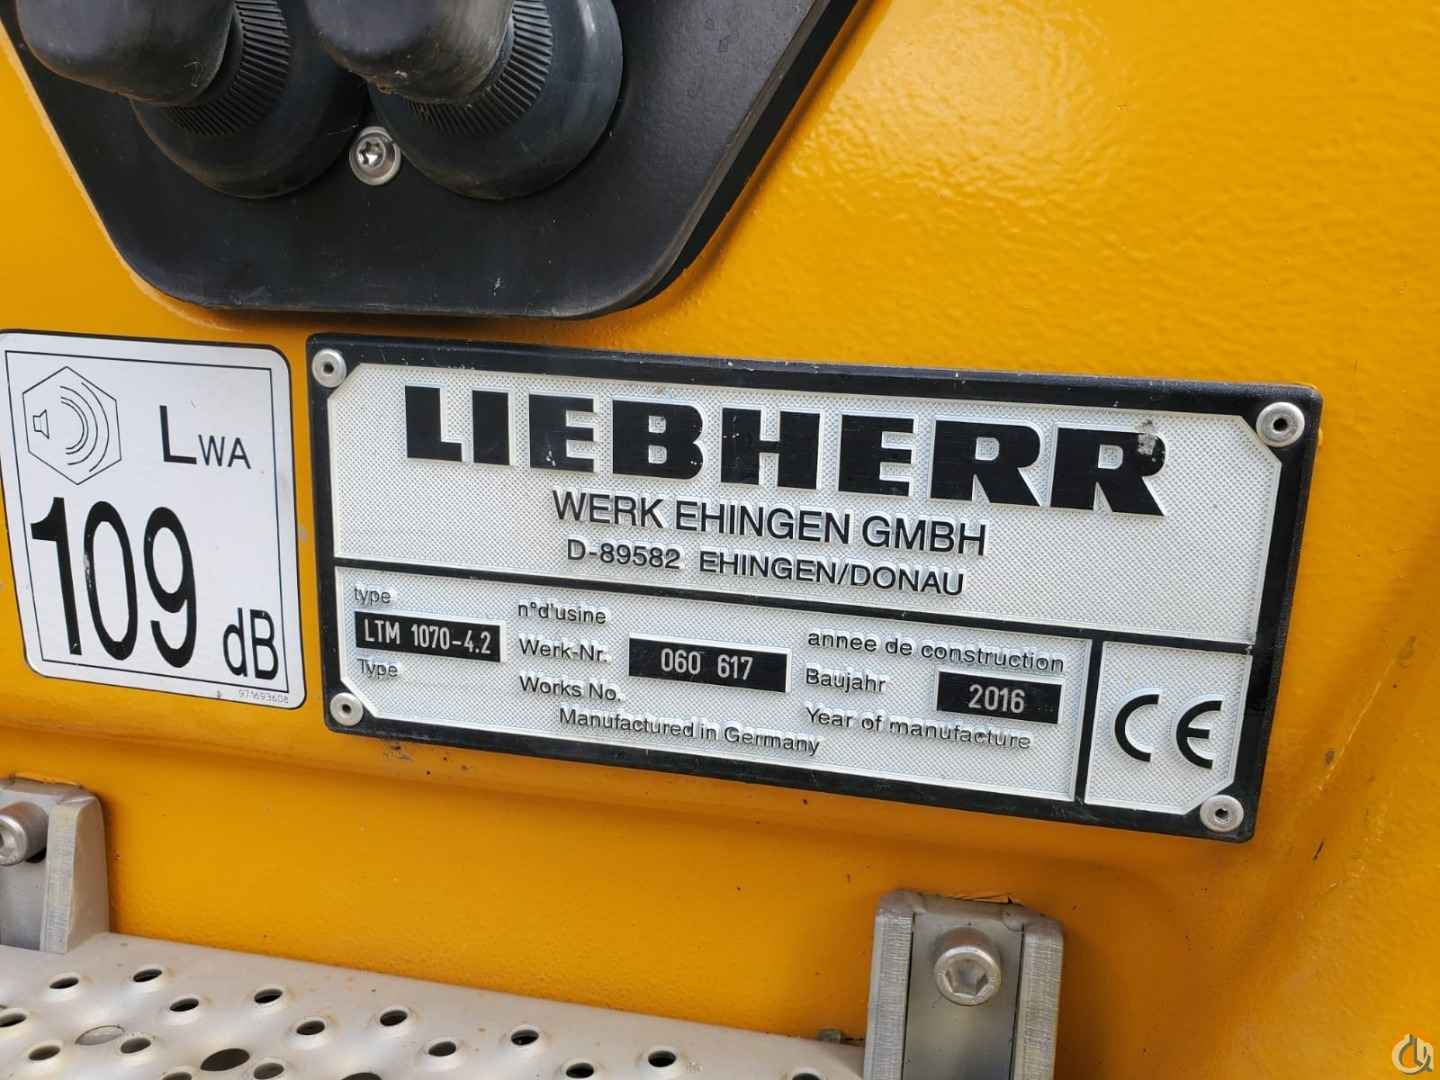 LWA
109 dB
971693608
LIEBHERR
WERK EHINGEN GMBH
D-89582 EHINGEN/DONAU
type
LTM 1070-4.2
Type
n°d'usine
Werk-Nr. 060 617
Works No.
Manufactured in Germany
annee de construction
Baujahr 2016
Year of manufacture
CE